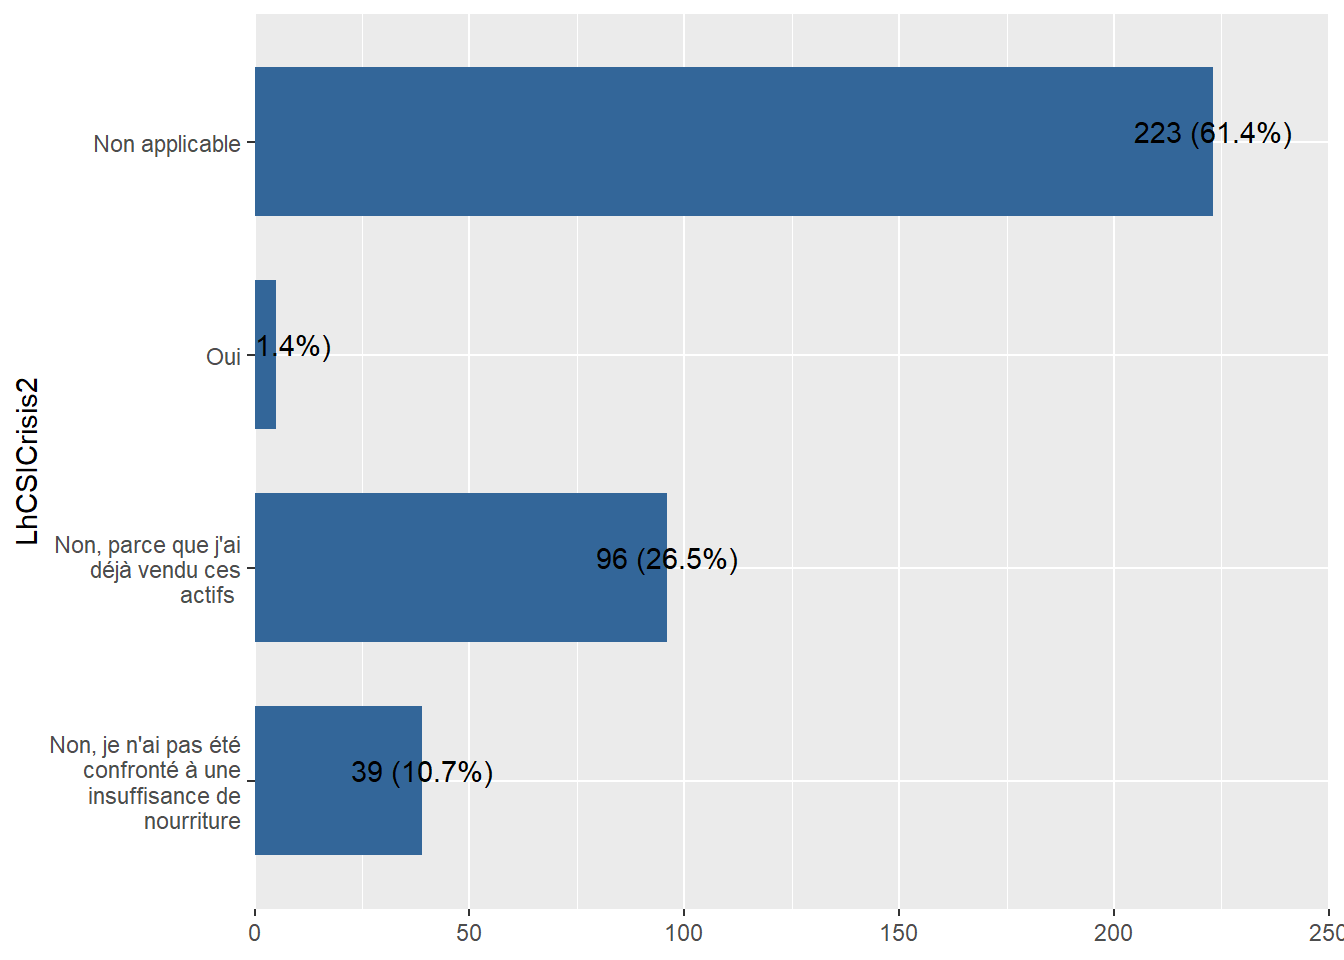 LhCSICrisis2
Non applicable
223 (61.4%)
Oui
1.4%)
Non, parce que j'ai
déjà vendu ces
actifs
96 (26.5%)
Non, je n'ai pas été
confronté à une
insuffisance de
nourriture
39 (10.7%)
0 50 100 150 200 250